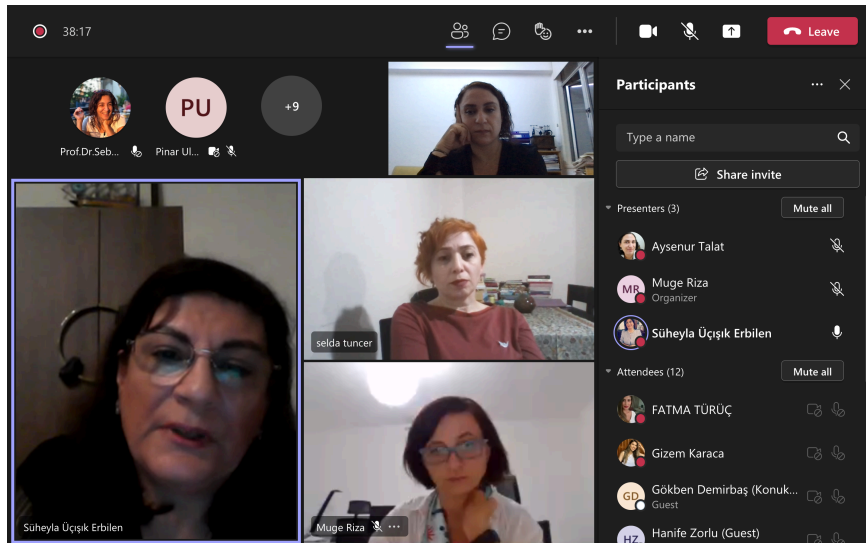 38:17
Leave
PU
+9
Prof.Dr.Seb...
Pinar Ul...
Participants
Type a name
Share invite
Presenters (3)
Mute all
Aysenur Talat
MR
Muge Riza
Organizer
Süheyla Üçışık Erbilen
Attendees (12)
Mute all
FATMA TÜRÜÇ
Gizem Karaca
GD
Gökben Demirbaş (Konuk...
Guest
HZ
Hanife Zorlu (Guest)
selda tuncer
Süheyla Üçışık Erbilen
Muge Riza